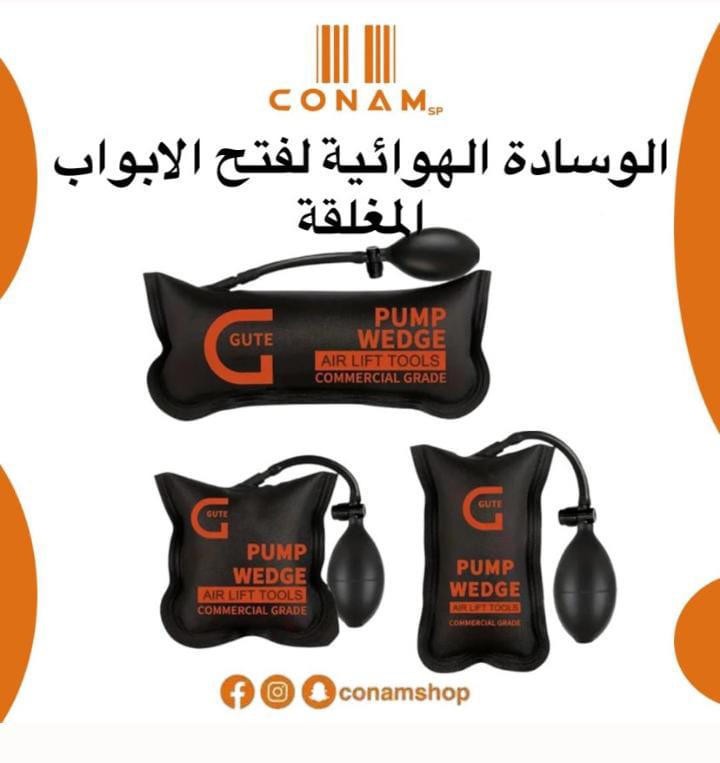 CONAM SP
الوسادة الهوائية لفتح الابواب
المغلقة
GUTE
PUMP
WEDGE
AIR LIFT TOOLS
COMMERCIAL GRADE
GUTE
PUMP
WEDGE
AIR LIFT TOOLS
COMMERCIAL GRADE
GUTE
PUMP
WEDGE
AIR LIFT TOOLS
COMMERCIAL GRADE
conamshop